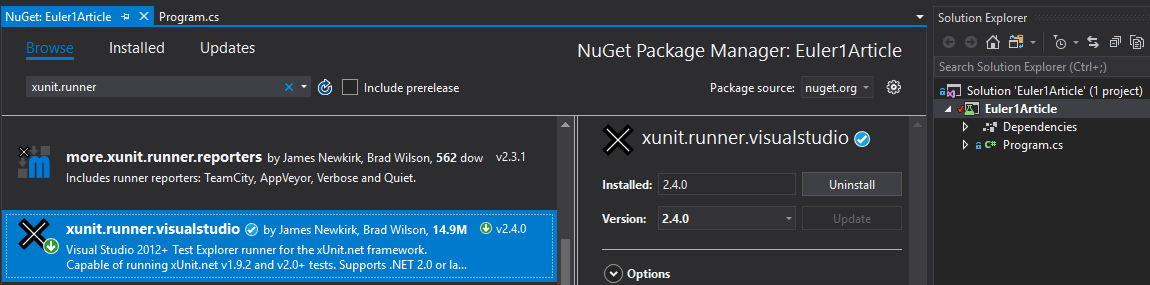 NuGet: Euler1Article
Program.cs
Browse
Installed
Updates
NuGet Package Manager: Euler1Article
xunit.runner
Include prerelease
Package source:
nuget.org
more.xunit.runner.reporters by James Newkirk, Brad Wilson, 562 dow
v2.3.1
Includes runner reporters: TeamCity, AppVeyor, Verbose and Quiet.
xunit.runner.visualstudio by James Newkirk, Brad Wilson, 14.9M
v2.4.0
Visual Studio 2012+ Test Explorer runner for the xUnit.net framework.
Capable of running xUnit.net v1.9.2 and v2.0+ tests. Supports .NET 2.0 or la...
xunit.runner.visualstudio
Installed:
2.4.0
Uninstall
Version:
2.4.0
Update
Options
Solution Explorer
Search Solution Explorer (Ctrl+;)
Solution 'Euler1Article' (1 project)
Euler1Article
Dependencies
C# Program.cs